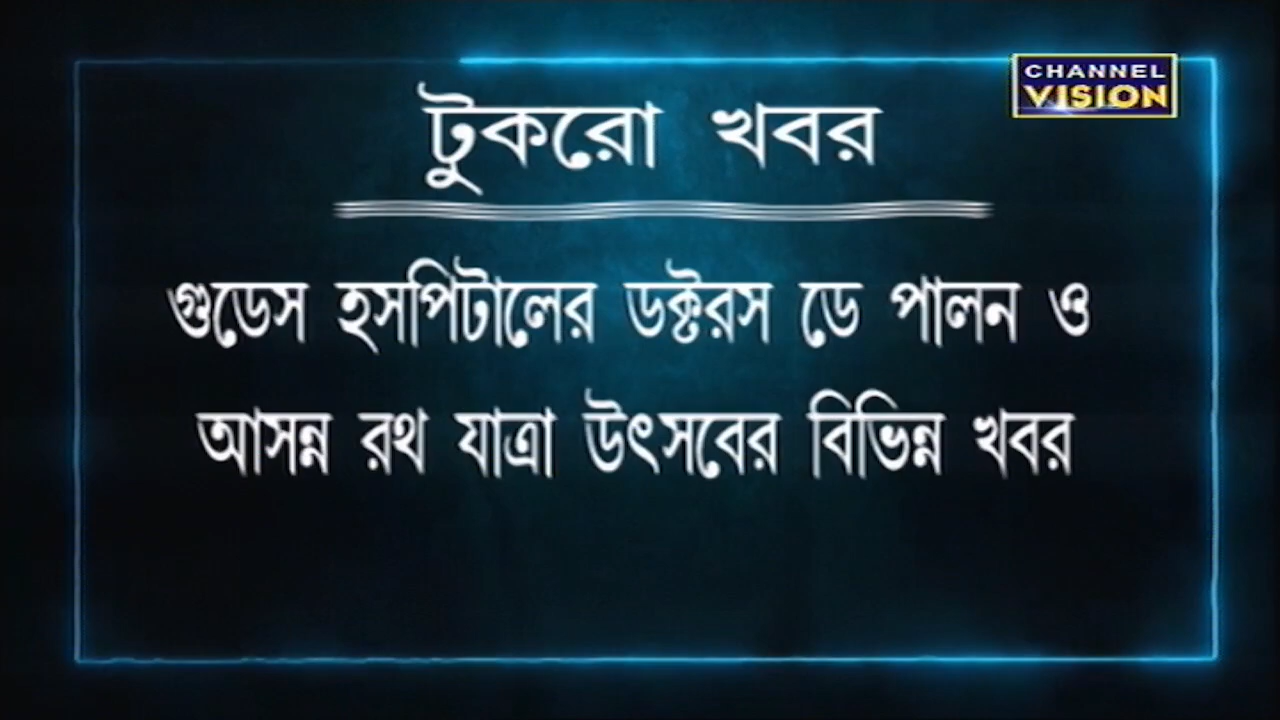 CHANNEL
VISION
টুকরো খবর
গুডেস হসপিটালের ডক্টরস ডে পালন ও
আসন্ন রথ যাত্রা উৎসবের বিভিন্ন খবর